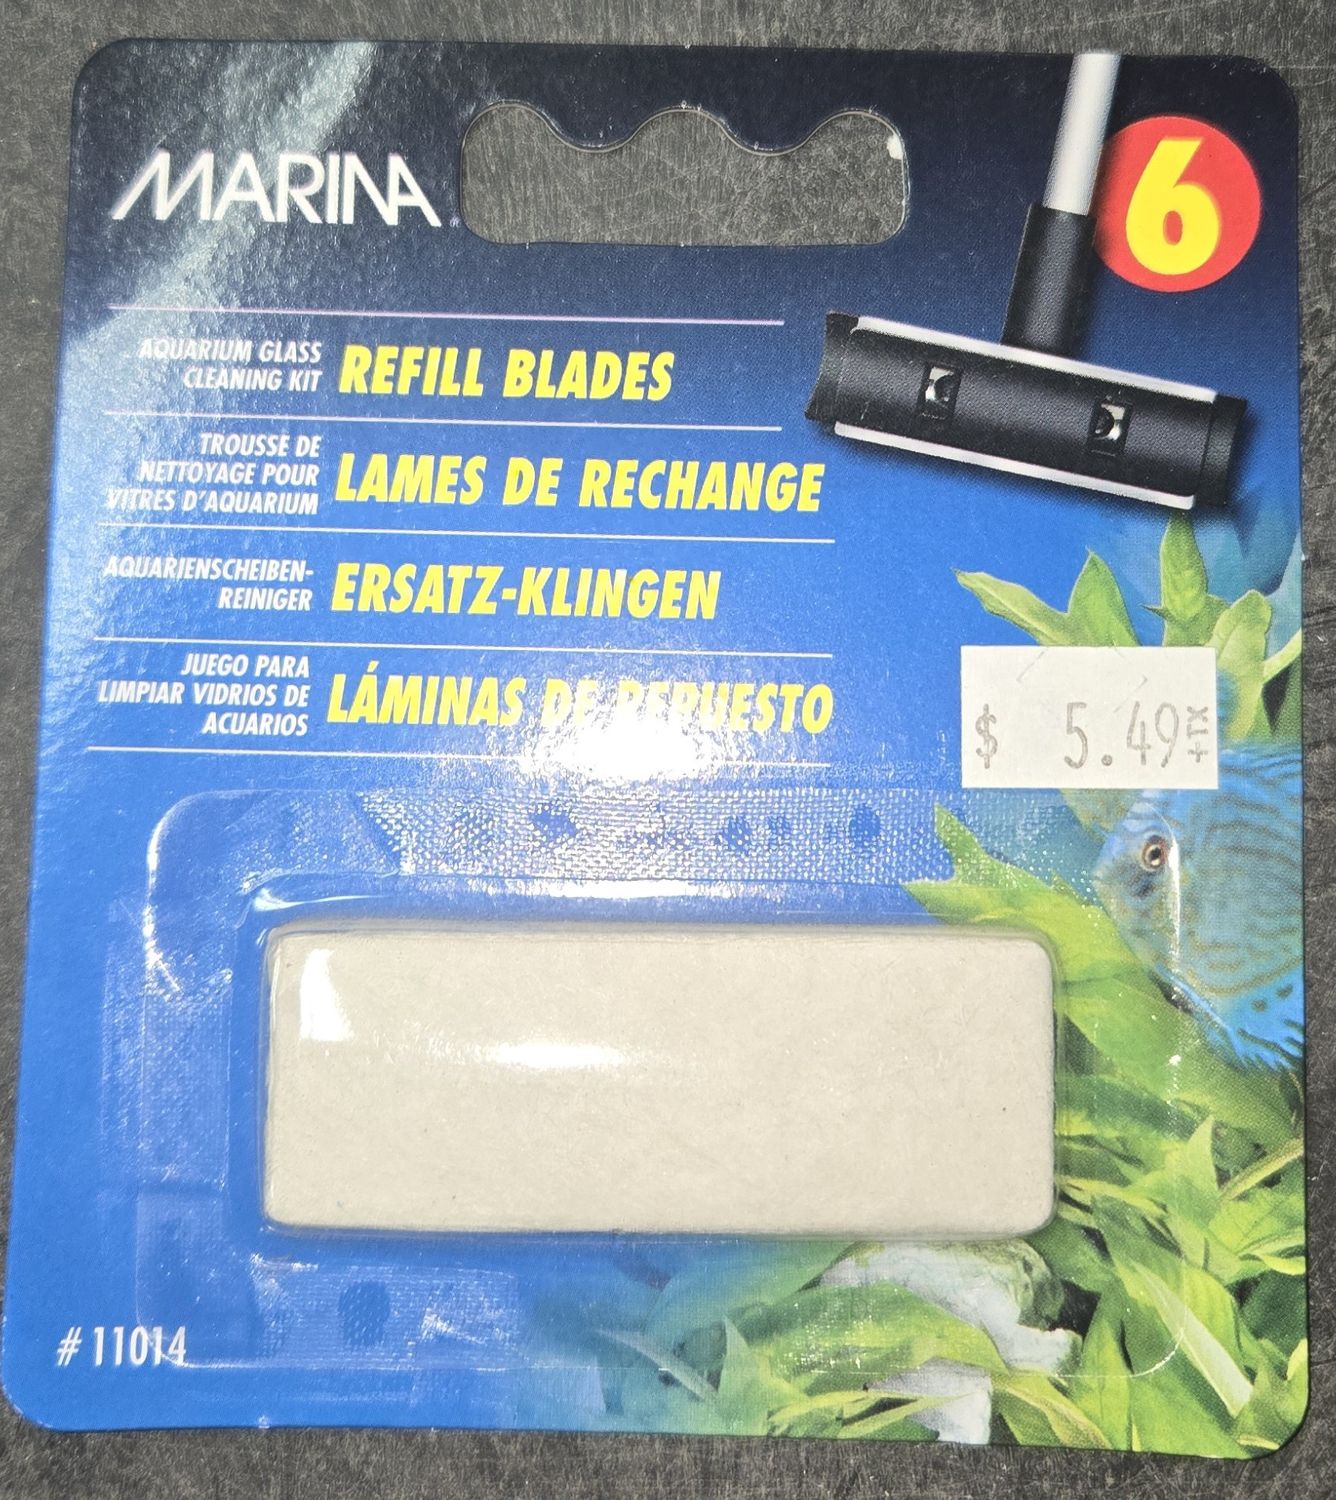 MARINA
6
AQUARIUM GLASS
CLEANING KIT
REFILL BLADES
TROUSSE DE
NETTOYAGE POUR
VITRES D'AQUARIUM
LAMES DE RECHANGE
AQUARIENSCHEIBEN-
REINIGER
ERSATZ-KLINGEN
JUEGO PARA
LIMPIAR VIDRIOS DE
ACUARIOS
LÁMINAS DE REPUESTO
$ 5.49
# 11014